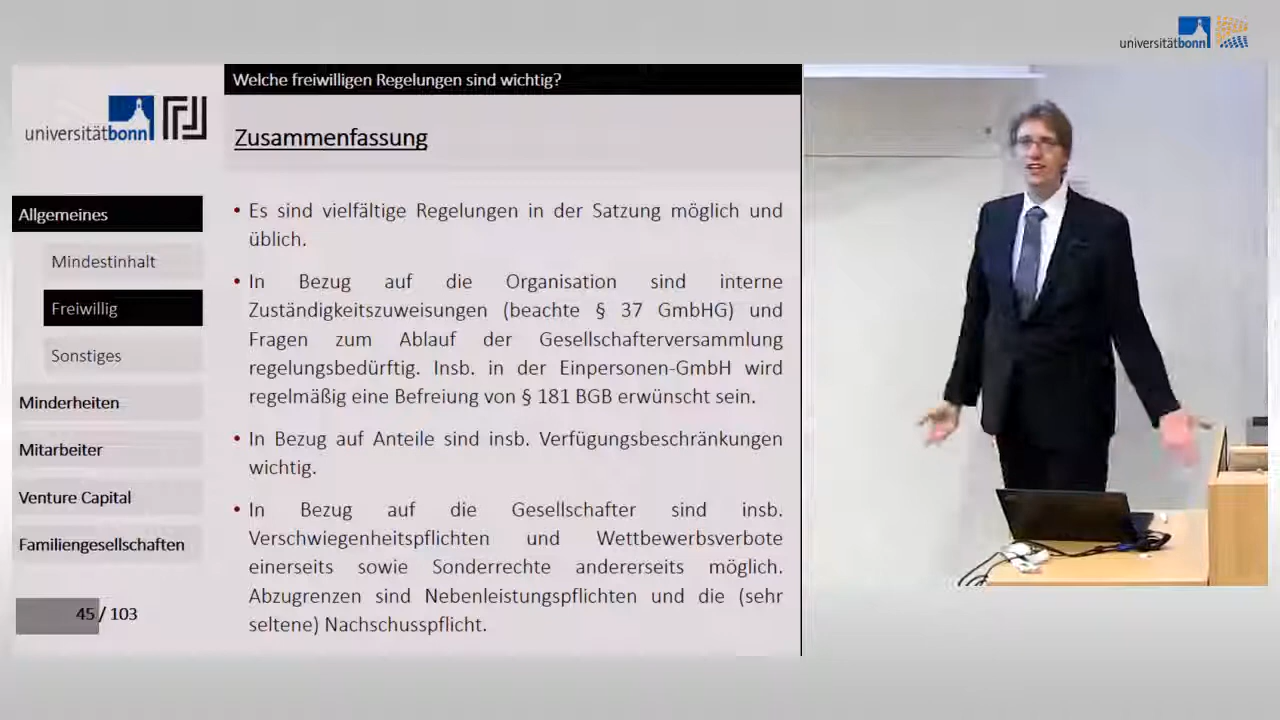 universitätbonn
Welche freiwilligen Regelungen sind wichtig?
universitätbonn
Zusammenfassung
Allgemeines
Mindestinhalt
Freiwillig
Sonstiges
Minderheiten
Mitarbeiter
Venture Capital
Familiengesellschaften
45 / 103
• Es sind vielfältige Regelungen in der Satzung möglich und
üblich.
• In Bezug auf die Organisation sind interne
Zuständigkeitszuweisungen (beachte § 37 GmbHG) und
Fragen zum Ablauf der Gesellschafterversammlung
regelungsbedürftig. Insb. in der Einpersonen-GmbH wird
regelmäßig eine Befreiung von § 181 BGB erwünscht sein.
• In Bezug auf Anteile sind insb. Verfügungsbeschränkungen
wichtig.
• In Bezug auf die Gesellschafter sind insb.
Verschwiegenheitspflichten und Wettbewerbsverbote
einerseits sowie Sonderrechte andererseits möglich.
Abzugrenzen sind Nebenleistungspflichten und die (sehr
seltene) Nachschusspflicht.